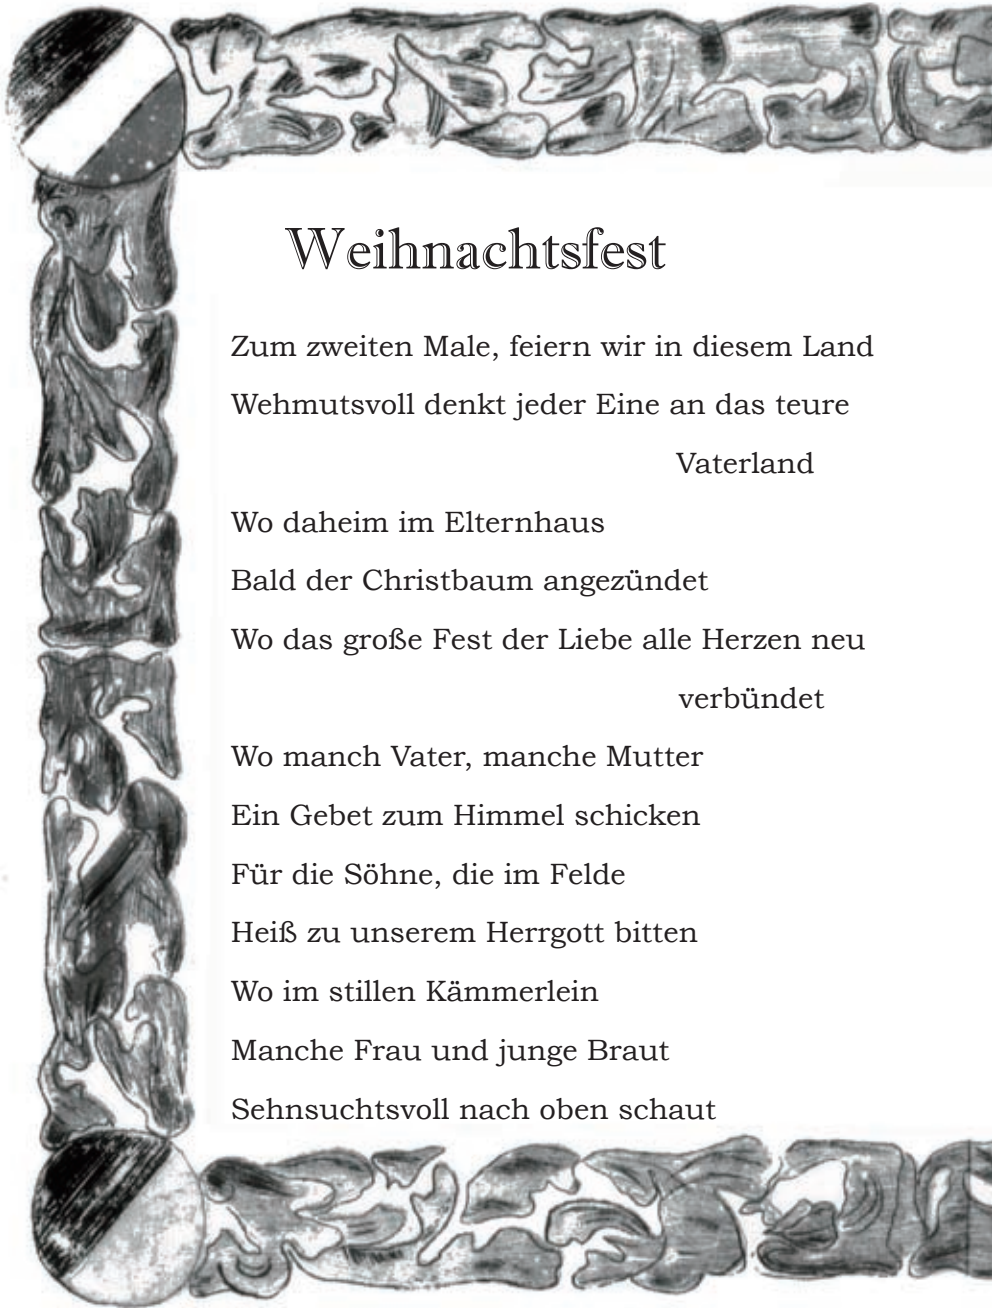 Weihnachtsfest
Zum zweiten Male, feiern wir in diesem Land
Wehmutsvoll denkt jeder Eine an das teure
Vaterland
Wo daheim im Elternhaus
Bald der Christbaum angezündet
Wo das große Fest der Liebe alle Herzen neu
verbündet
Wo manch Vater, manche Mutter
Ein Gebet zum Himmel schicken
Für die Söhne, die im Felde
Heiß zu unserem Herrgott bitten
Wo im stillen Kämmerlein
Manche Frau und junge Braut
Sehnsuchtsvoll nach oben schaut